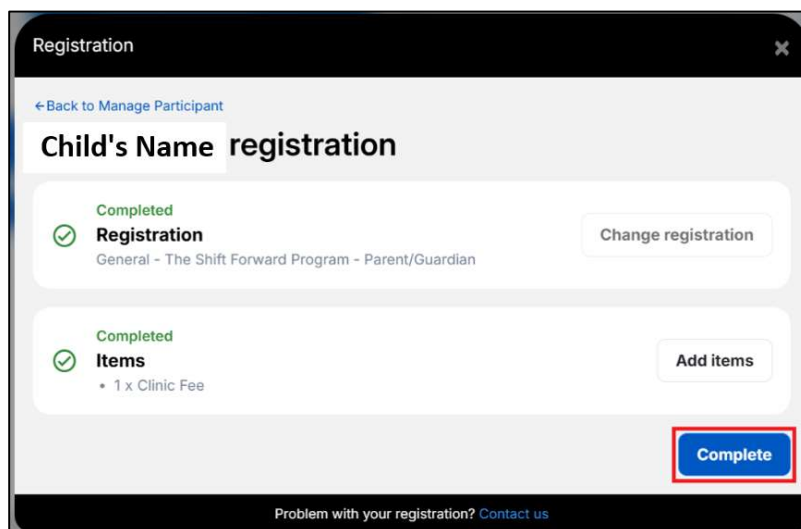 Registration
←Back to Manage Participant
Child's Name registration
Completed
Registration
General - The Shift Forward Program - Parent/Guardian
Change registration
Completed
Items
• 1 x Clinic Fee
Add items
Complete
Problem with your registration? Contact us